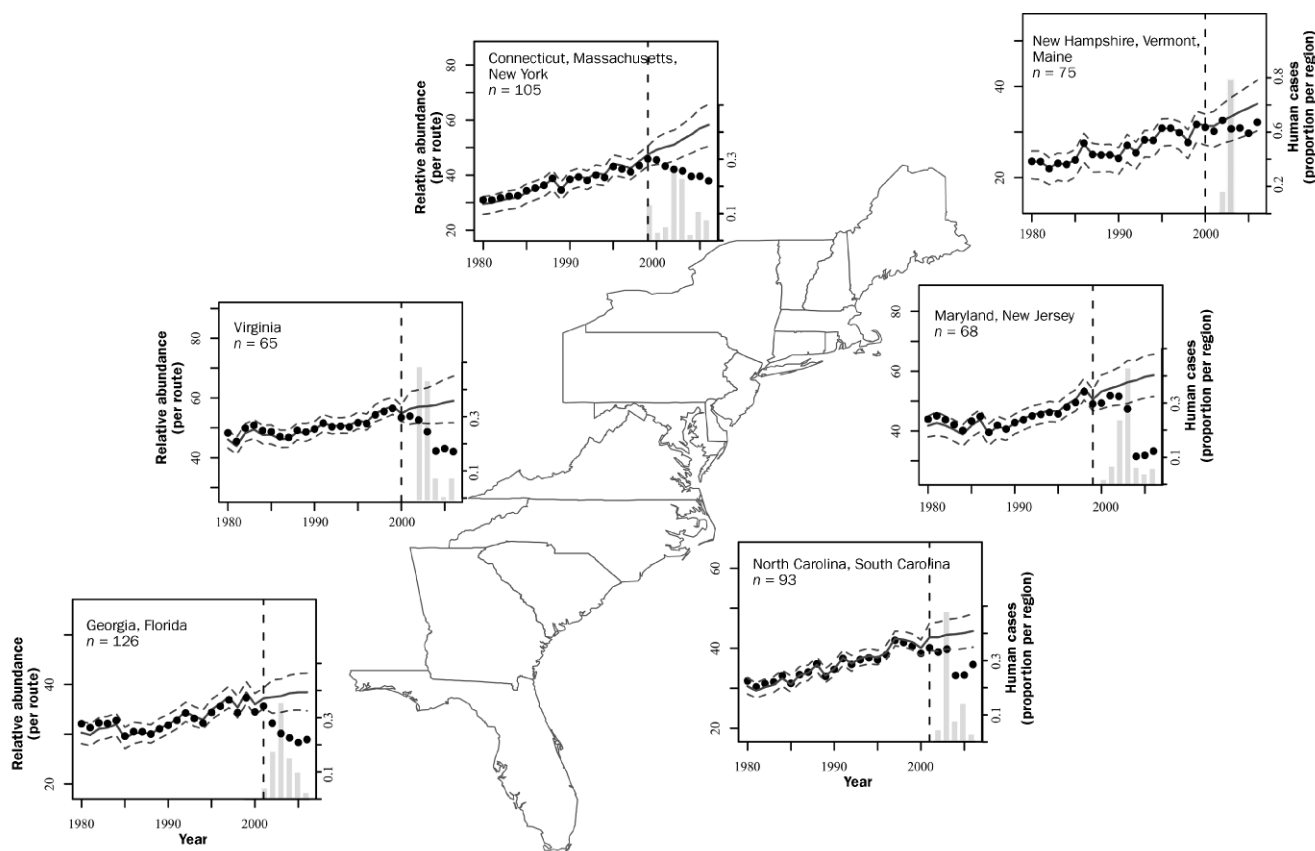 Connecticut, Massachusetts,
New York
n = 105
Relative abundance
(per route)
80
60
40
20
0.3
0.1
1980
1990
2000
New Hampshire, Vermont,
Maine
n = 75
40
20
0.8
0.6
0.4
0.2
Human cases
(proportion per region)
1980
1990
2000
Virginia
n = 65
Relative abundance
(per route)
80
60
40
0.3
0.1
1980
1990
2000
Maryland, New Jersey
n = 68
80
60
40
0.3
0.1
Human cases
(proportion per region)
1980
1990
2000
Georgia, Florida
n = 126
Relative abundance
(per route)
40
20
0.3
0.1
1980
1990
2000
Year
North Carolina, South Carolina
n = 93
60
40
20
0.3
0.1
Human cases
(proportion per region)
1980
1990
2000
Year